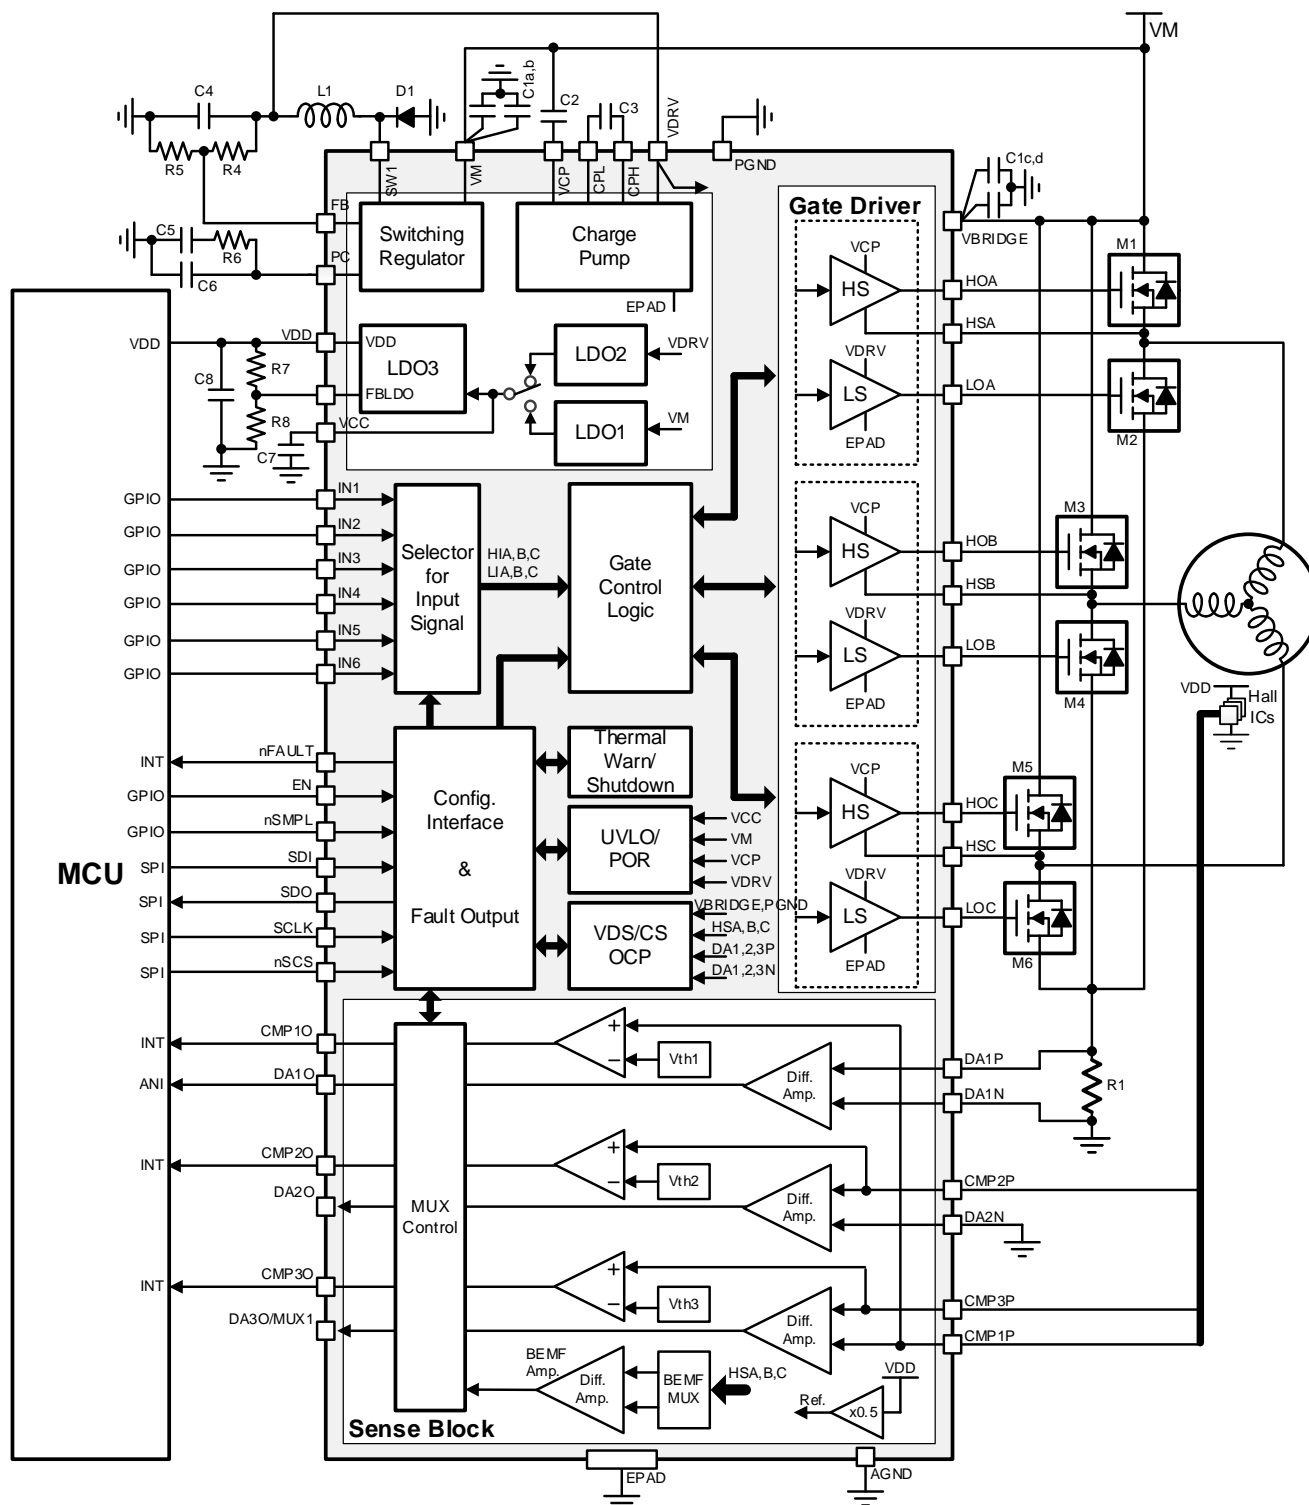 VM
C4
L1
D1
C1a,b
C2
C3
VDRV
R5
R4
SW1
VM
VCP
CPL
CPH
PGND
C1c,d
FB
Switching
Regulator
Charge
Pump
EPAD
Gate Driver
VBRIDGE
C5
R6
PC
C6
M1
VCP
HS
HOA
HSA
MCU
VDD
VDD
VDD
LDO3
FBLDO
LDO2
VDRV
LDO1
VM
R7
C8
R8
VCC
C7
VDRV
LS
LOA
EPAD
M2
GPIO
IN1
GPIO
IN2
GPIO
IN3
GPIO
IN4
GPIO
IN5
GPIO
IN6
Selector
for
Input
Signal
HIA,B,C
LIA,B,C
Gate
Control
Logic
VCP
HS
HOB
HSB
M3
VDRV
LS
LOB
EPAD
M4
VDD
Hall
ICs
INT
nFAULT
GPIO
EN
GPIO
nSMPL
SPI
SDI
SPI
SDO
SPI
SCLK
SPI
nSCS
Config.
Interface
&
Fault Output
Thermal
Warn/
Shutdown
UVLO/
POR
VCC
VM
VCP
VDRV
VDS/CS
OCP
VBRIDGE,PGND
HSA,B,C
DA1,2,3P
DA1,2,3N
VCP
HS
HOC
HSC
M5
VDRV
LS
LOC
EPAD
M6
INT
CMP1O
ANI
DA1O
+
−
Vth1
Diff.
Amp.
DA1P
DA1N
R1
INT
CMP2O
DA2O
MUX
Control
+
−
Vth2
Diff.
Amp.
CMP2P
DA2N
INT
CMP3O
DA3O/MUX1
+
−
Vth3
Diff.
Amp.
CMP3P
CMP1P
BEMF
Amp.
Diff.
Amp.
BEMF
MUX
HSA,B,C
VDD
Ref.
x0.5
Sense Block
EPAD
AGND